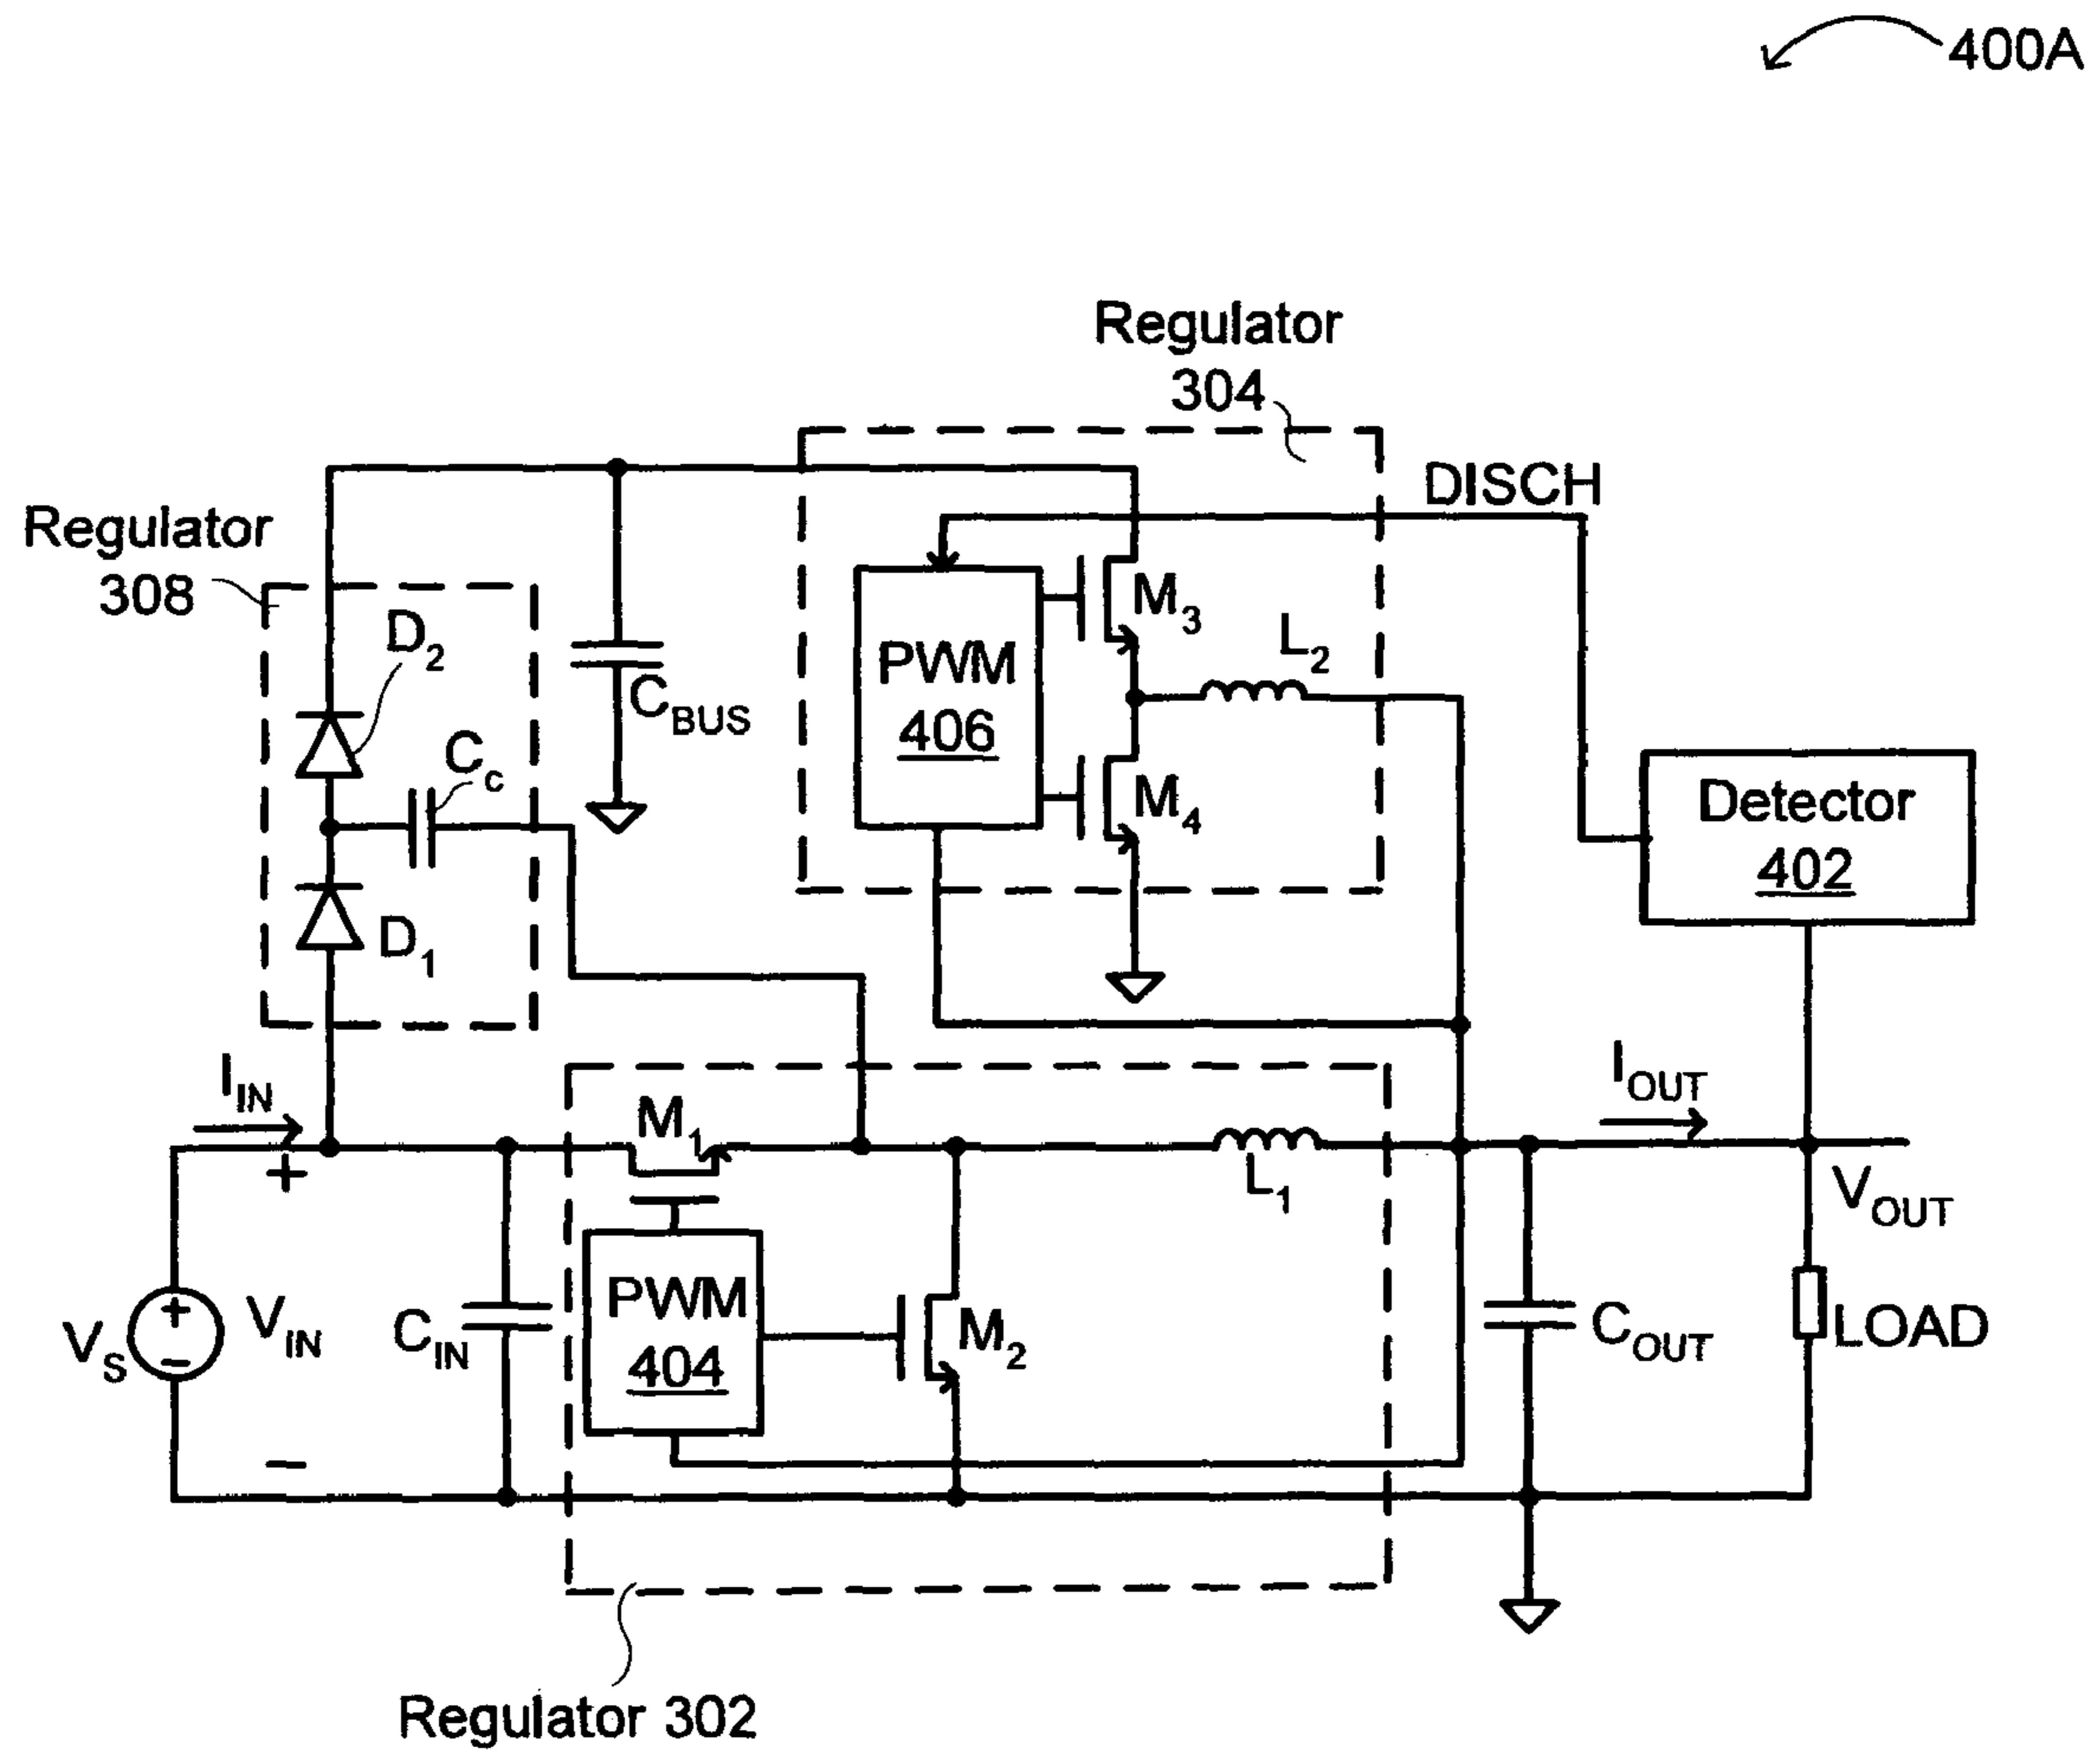 400A
Regulator
304
DISCH
Regulator
308
D2
M3
PWM
406
L2
CBUS
Cc
M4
Detector
402
D1
IIN
IOUT
M1
+
L1
VOUT
VS
+
−
VIN
CIN
PWM
404
M2
COUT
LOAD
−
Regulator 302